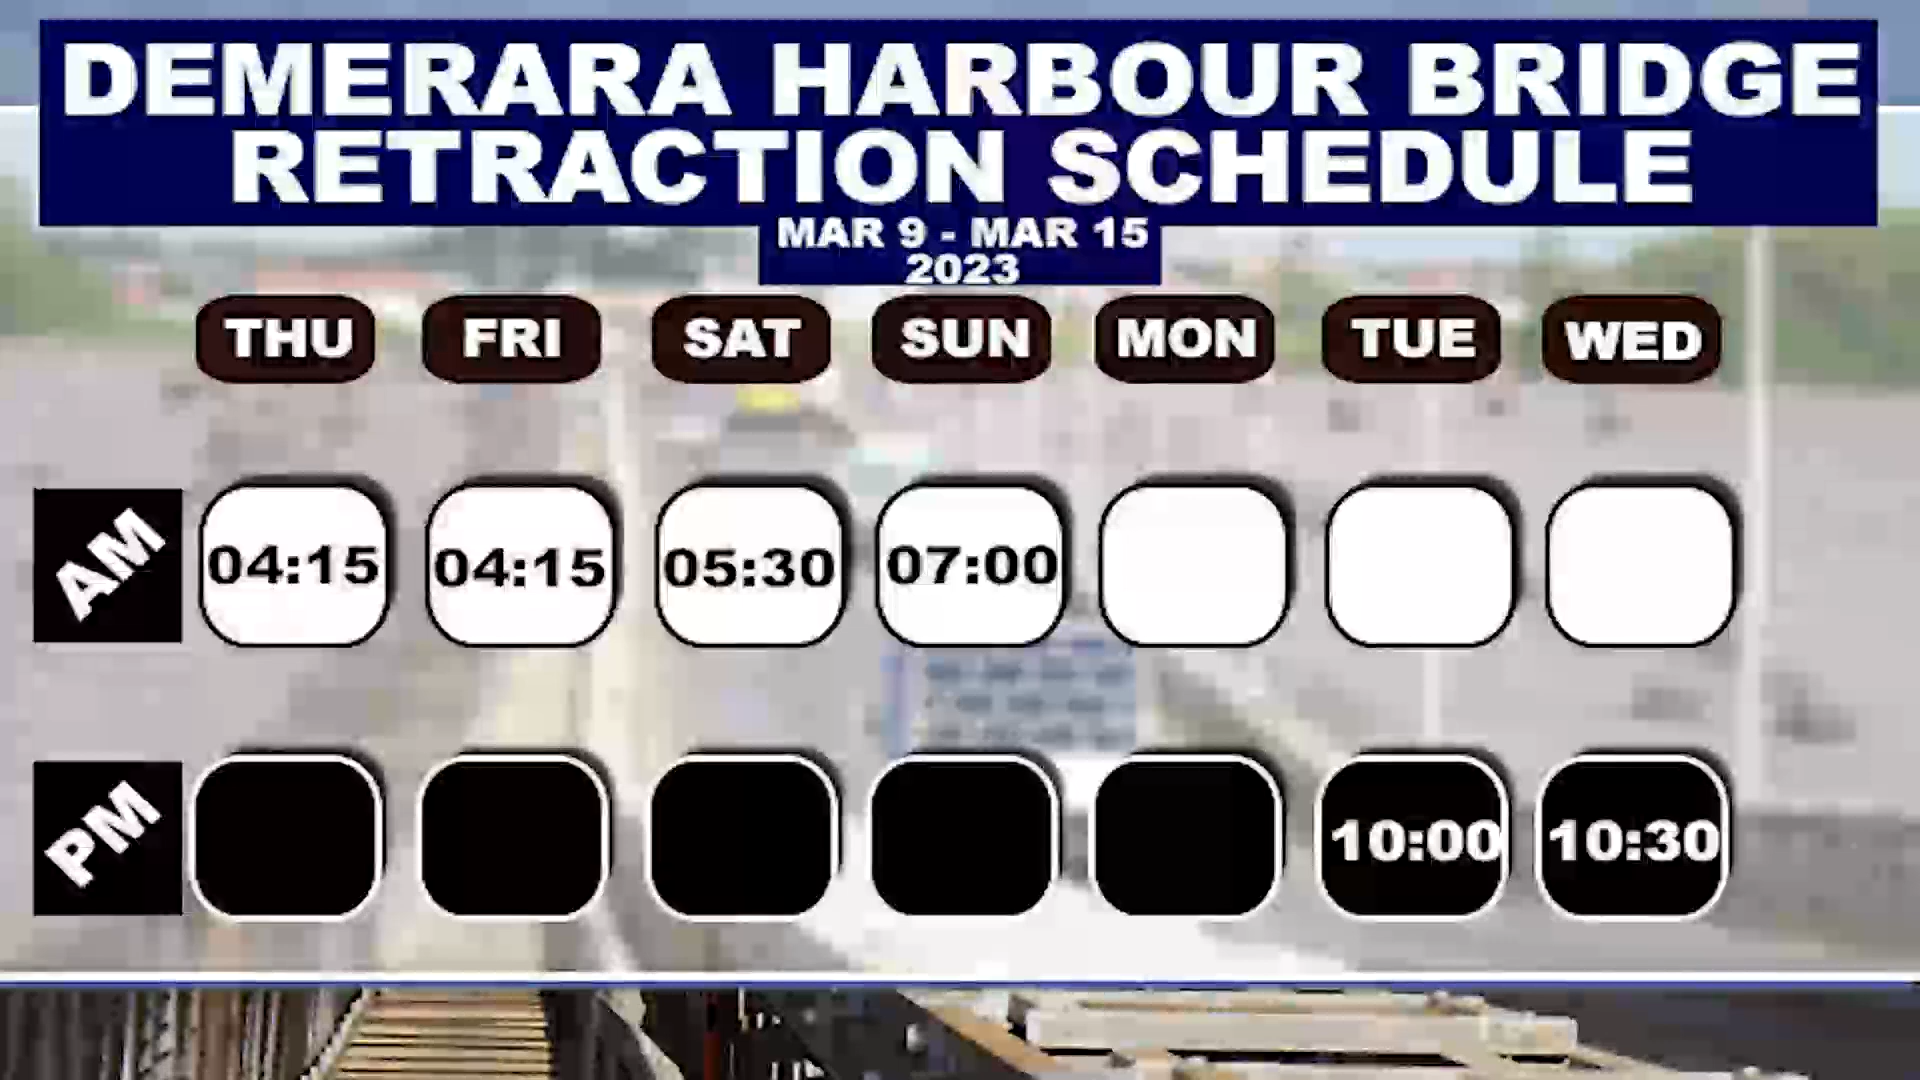 DEMERARA HARBOUR BRIDGE
RETRACTION SCHEDULE
MAR 9 - MAR 15
2023
THU FRI SAT SUN MON TUE WED
AM 04:15 04:15 05:30 07:00
PM 10:00 10:30